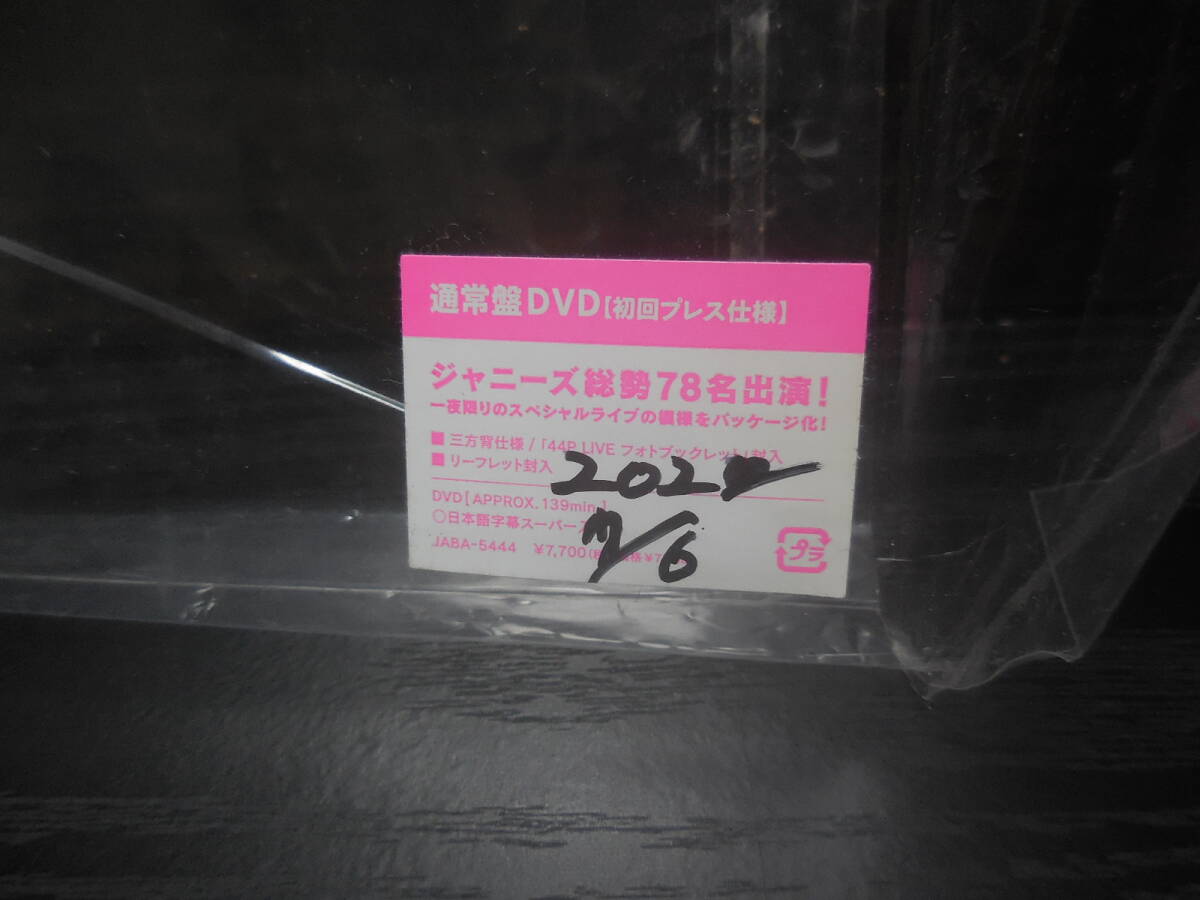 通常盤DVD【初回プレス仕様】
ジャニーズ総勢78名出演!
一夜限りのスペシャルライブの模様をパッケージ化!
■ 三方背仕様 / 「44P LIVE フォトブックレット」封入
■ リーフレット封入
2022
7/6
DVD[APPROX. 139min.]
○日本語字幕スーパー
JABA-5444 ¥7,700
プラ